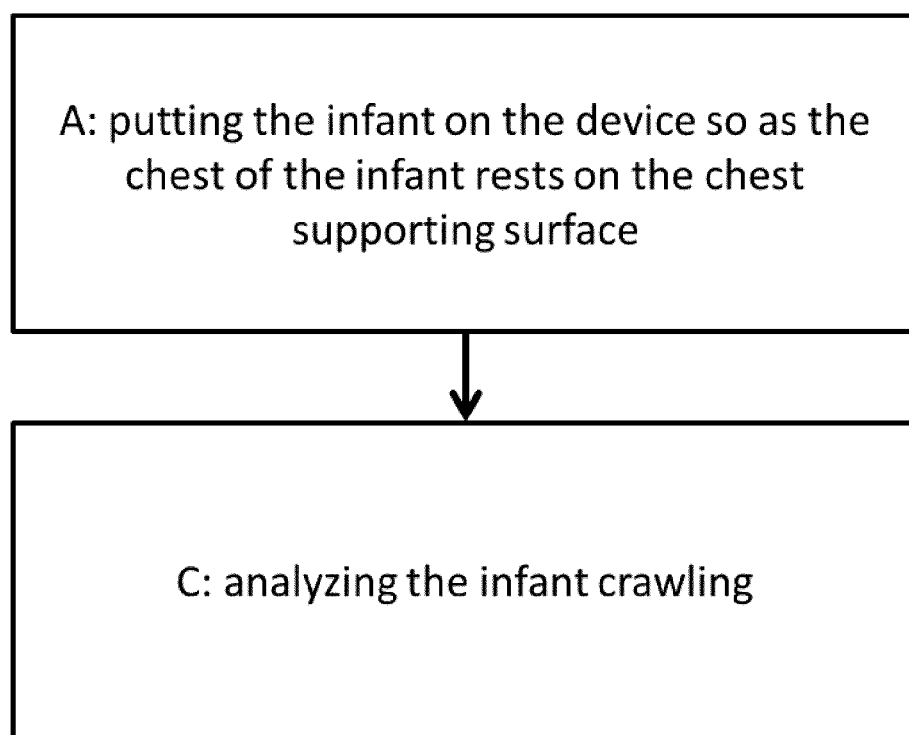 A: putting the infant on the device so as the
chest of the infant rests on the chest
supporting surface
C: analyzing the infant crawling